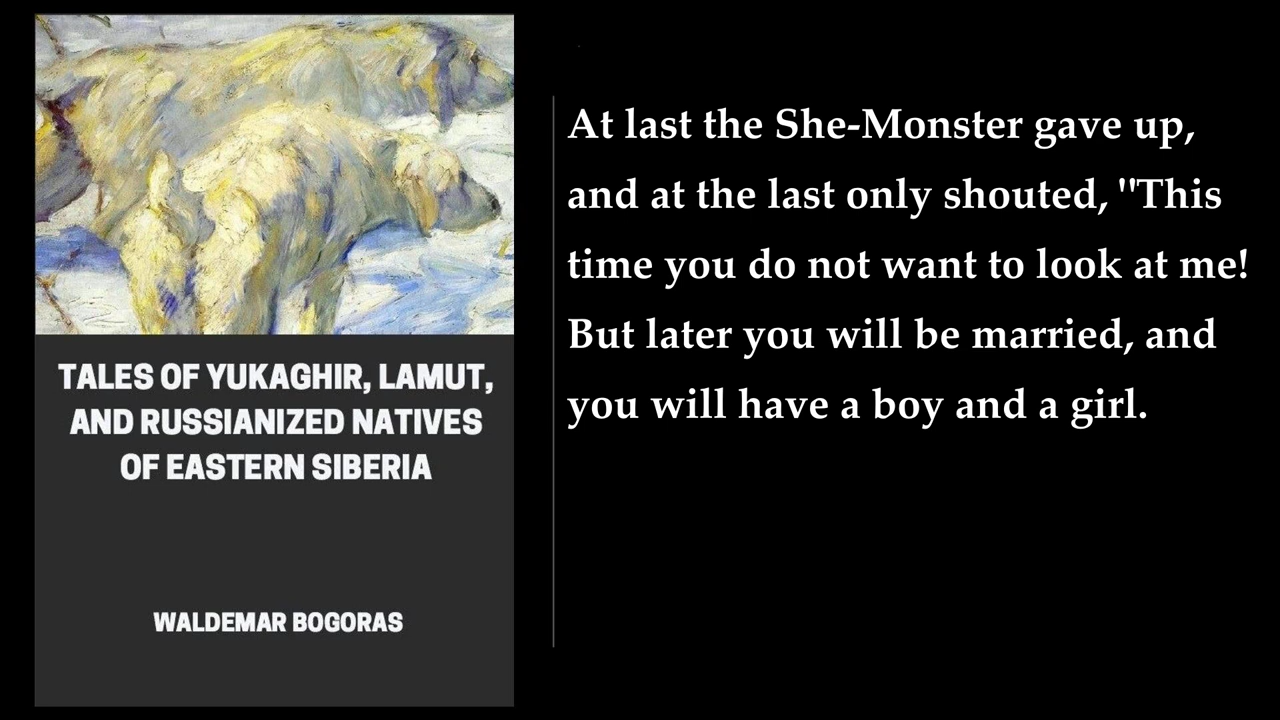 TALES OF YUKAGHIR, LAMUT,
AND RUSSIANIZED NATIVES
OF EASTERN SIBERIA
WALDEMAR BOGORAS
At last the She-Monster gave up,
and at the last only shouted, "This
time you do not want to look at me!
But later you will be married, and
you will have a boy and a girl.